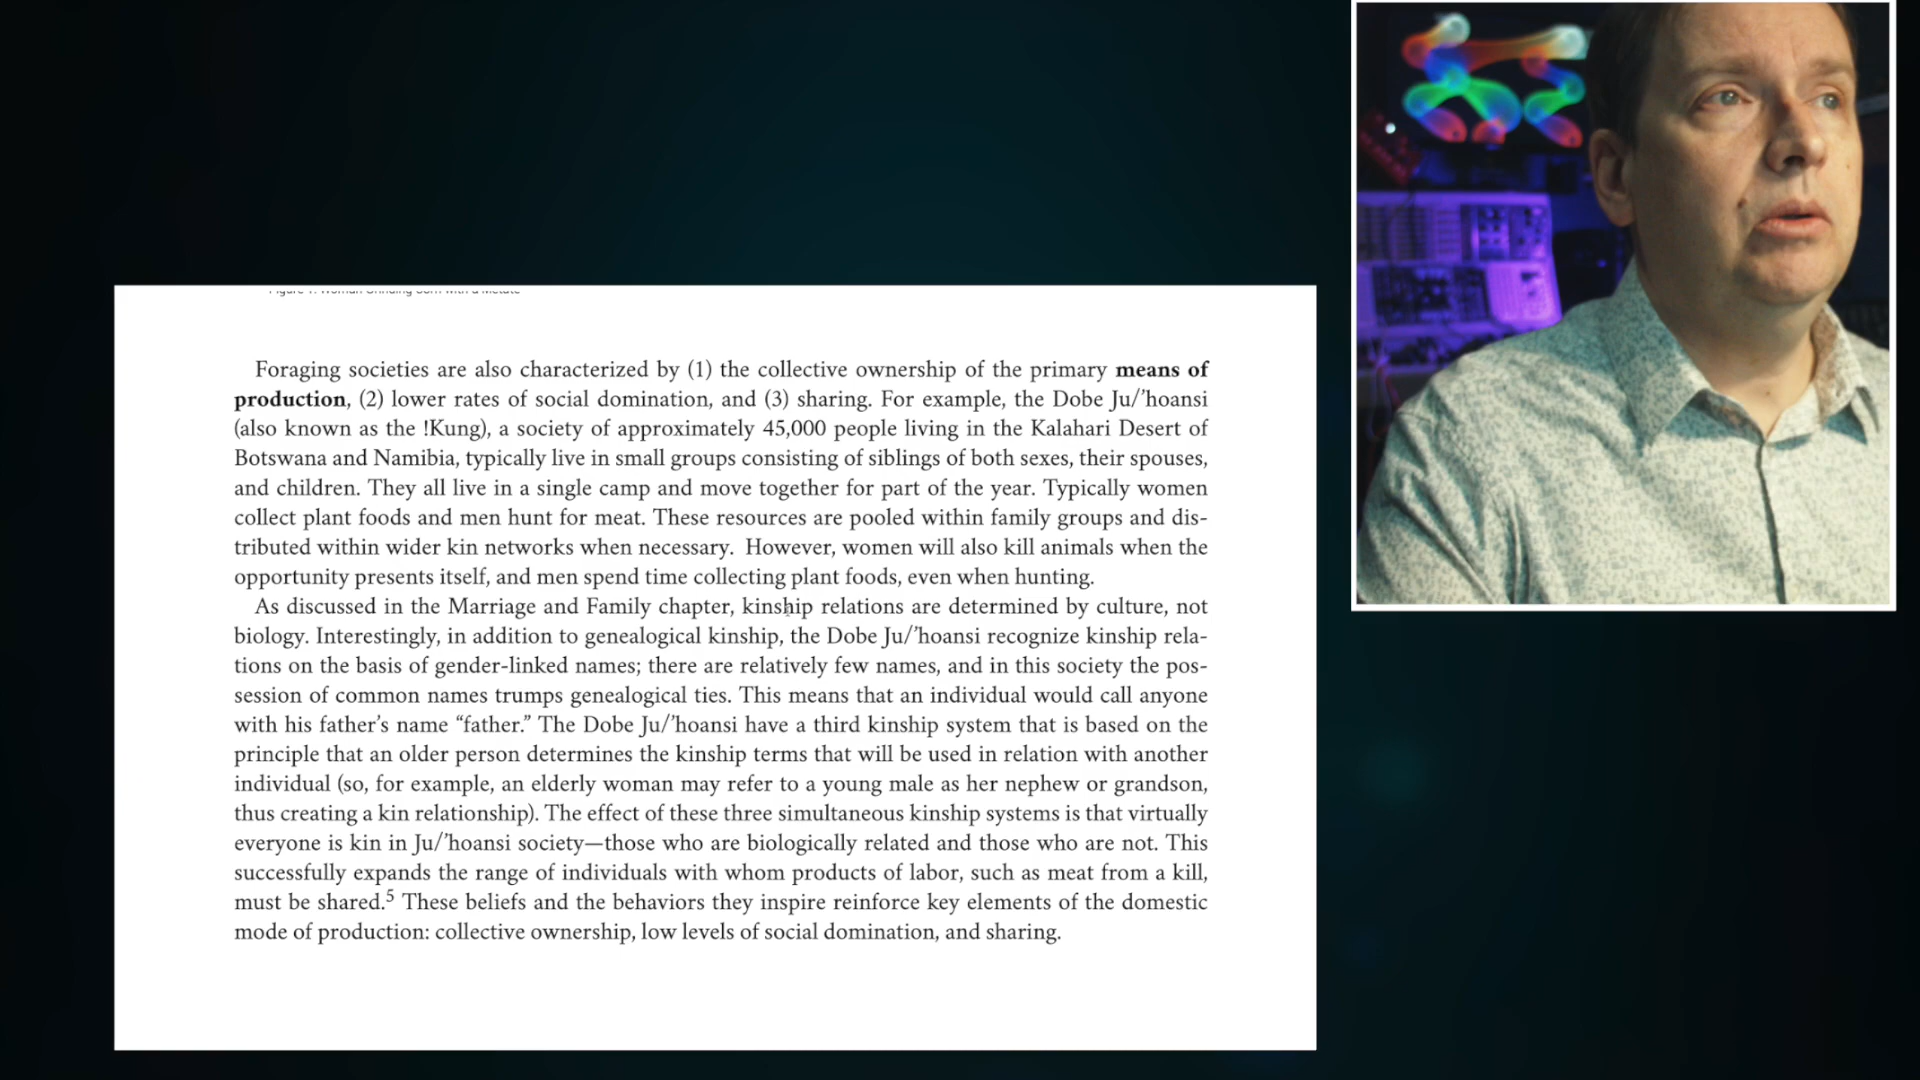 Foraging societies are also characterized by (1) the collective ownership of the primary means of
production, (2) lower rates of social domination, and (3) sharing. For example, the Dobe Ju/’hoansi
(also known as the !Kung), a society of approximately 45,000 people living in the Kalahari Desert of
Botswana and Namibia, typically live in small groups consisting of siblings of both sexes, their spouses,
and children. They all live in a single camp and move together for part of the year. Typically women
collect plant foods and men hunt for meat. These resources are pooled within family groups and dis-
tributed within wider kin networks when necessary. However, women will also kill animals when the
opportunity presents itself, and men spend time collecting plant foods, even when hunting.
As discussed in the Marriage and Family chapter, kinship relations are determined by culture, not
biology. Interestingly, in addition to genealogical kinship, the Dobe Ju/’hoansi recognize kinship rela-
tions on the basis of gender-linked names; there are relatively few names, and in this society the pos-
session of common names trumps genealogical ties. This means that an individual would call anyone
with his father’s name “father.” The Dobe Ju/’hoansi have a third kinship system that is based on the
principle that an older person determines the kinship terms that will be used in relation with another
individual (so, for example, an elderly woman may refer to a young male as her nephew or grandson,
thus creating a kin relationship). The effect of these three simultaneous kinship systems is that virtually
everyone is kin in Ju/’hoansi society—those who are biologically related and those who are not. This
successfully expands the range of individuals with whom products of labor, such as meat from a kill,
must be shared.5 These beliefs and the behaviors they inspire reinforce key elements of the domestic
mode of production: collective ownership, low levels of social domination, and sharing.